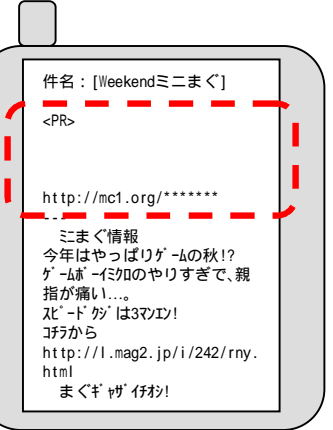 件名：[Weekendミニまぐ]
<PR>
http://mc1.org/*******
---
ﾐﾆまぐ情報
今年はやっぱりｹﾞｰﾑの秋!?
ｹﾞｰﾑﾎﾞｰｲﾐｸﾛのやりすぎで､親
指が痛い…｡
ｽﾋﾟｰﾄﾞｸｼﾞは3ﾏﾝｴﾝ!
ｺﾁﾗから
http://l.mag2.jp/i/242/rny.
html
まぐｷﾞｬｻﾞｲﾁｵｼ!